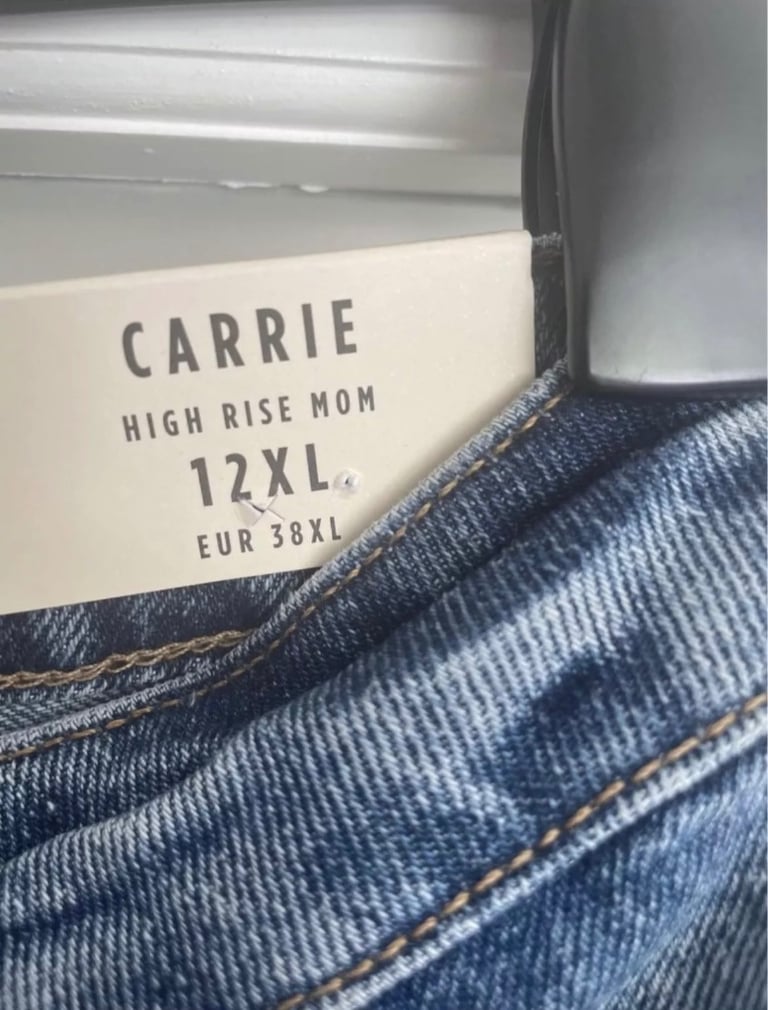 CARRIE
HIGH RISE MOM
12XL
EUR 38XL